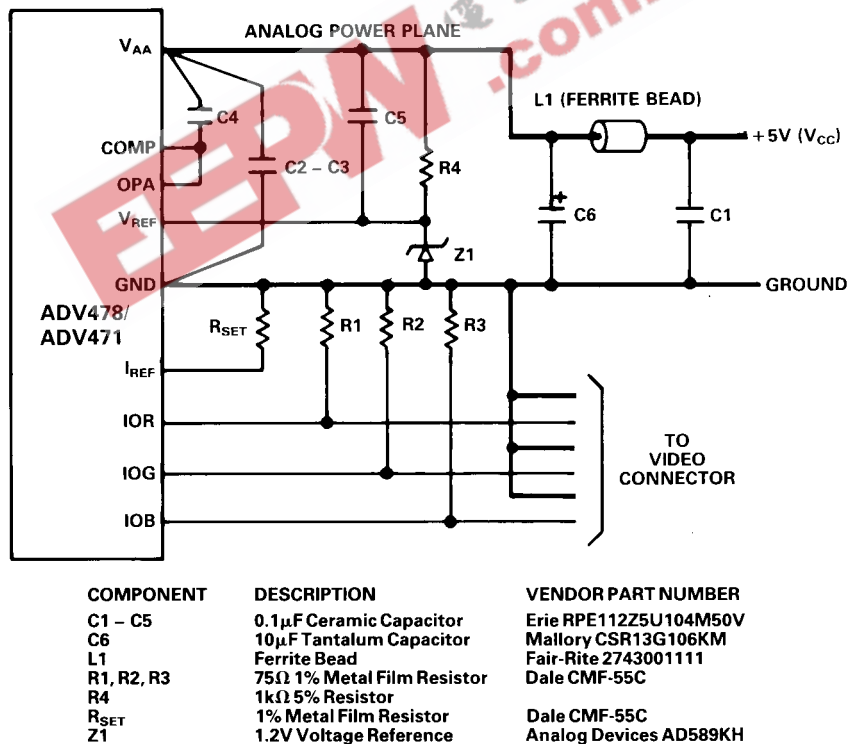 EEPW
.com
ANALOG POWER PLANE
VAA
L1 (FERRITE BEAD)
C4
C5
+5V (VCC)
COMP
C2 – C3
R4
OPA
VREF
C6
C1
Z1
GND
GROUND
ADV478/
ADV471
RSET
R1
R2
R3
IREF
IOR
TO
VIDEO
CONNECTOR
IOG
IOB
COMPONENT DESCRIPTION VENDOR PART NUMBER
C1 – C5 0.1µF Ceramic Capacitor Erie RPE112Z5U104M50V
C6 10µF Tantalum Capacitor Mallory CSR13G106KM
L1 Ferrite Bead Fair-Rite 2743001111
R1, R2, R3 75Ω 1% Metal Film Resistor Dale CMF-55C
R4 1kΩ 5% Resistor
RSET 1% Metal Film Resistor Dale CMF-55C
Z1 1.2V Voltage Reference Analog Devices AD589KH